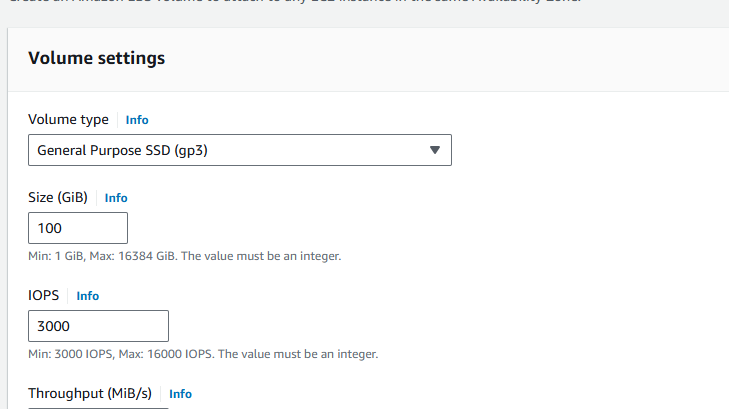 Volume settings
Volume type Info
General Purpose SSD (gp3)
Size (GiB) Info
100
Min: 1 GiB, Max: 16384 GiB. The value must be an integer.
IOPS Info
3000
Min: 3000 IOPS, Max: 16000 IOPS. The value must be an integer.
Throughput (MiB/s) Info